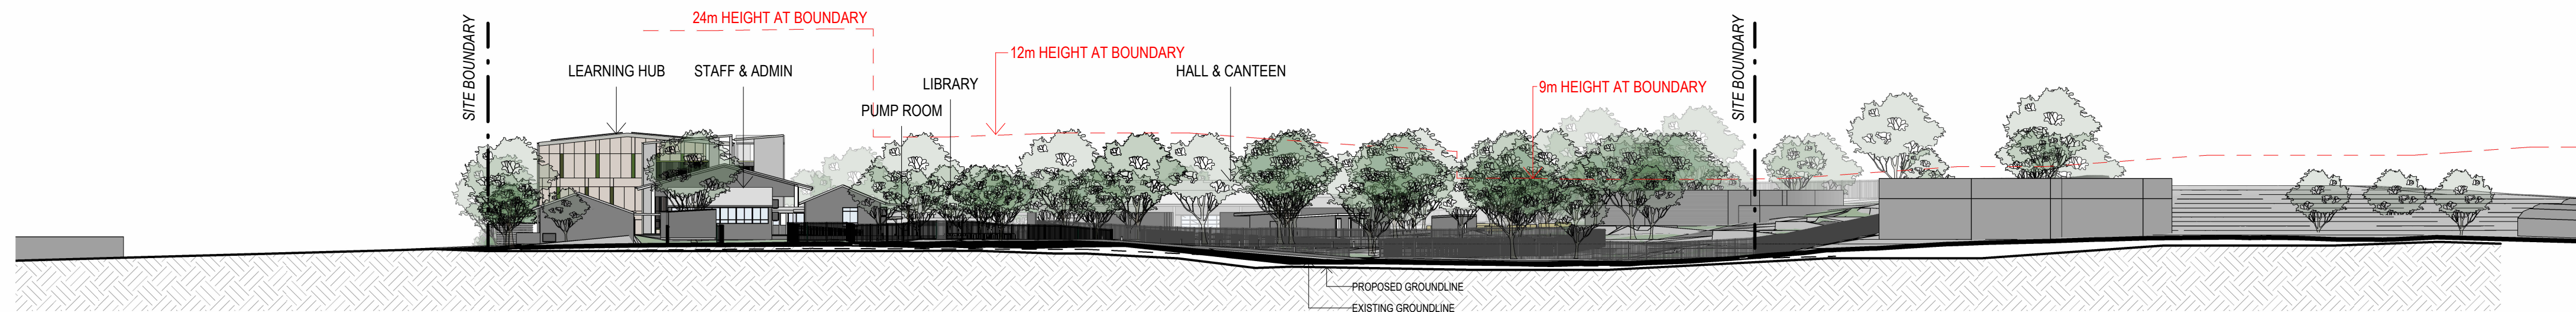 SITE BOUNDARY
24m HEIGHT AT BOUNDARY
12m HEIGHT AT BOUNDARY
SITE BOUNDARY
LEARNING HUB
STAFF & ADMIN
HALL & CANTEEN
LIBRARY
9m HEIGHT AT BOUNDARY
PUMP ROOM
PROPOSED GROUNDLINE
EXISTING GROUNDLINE